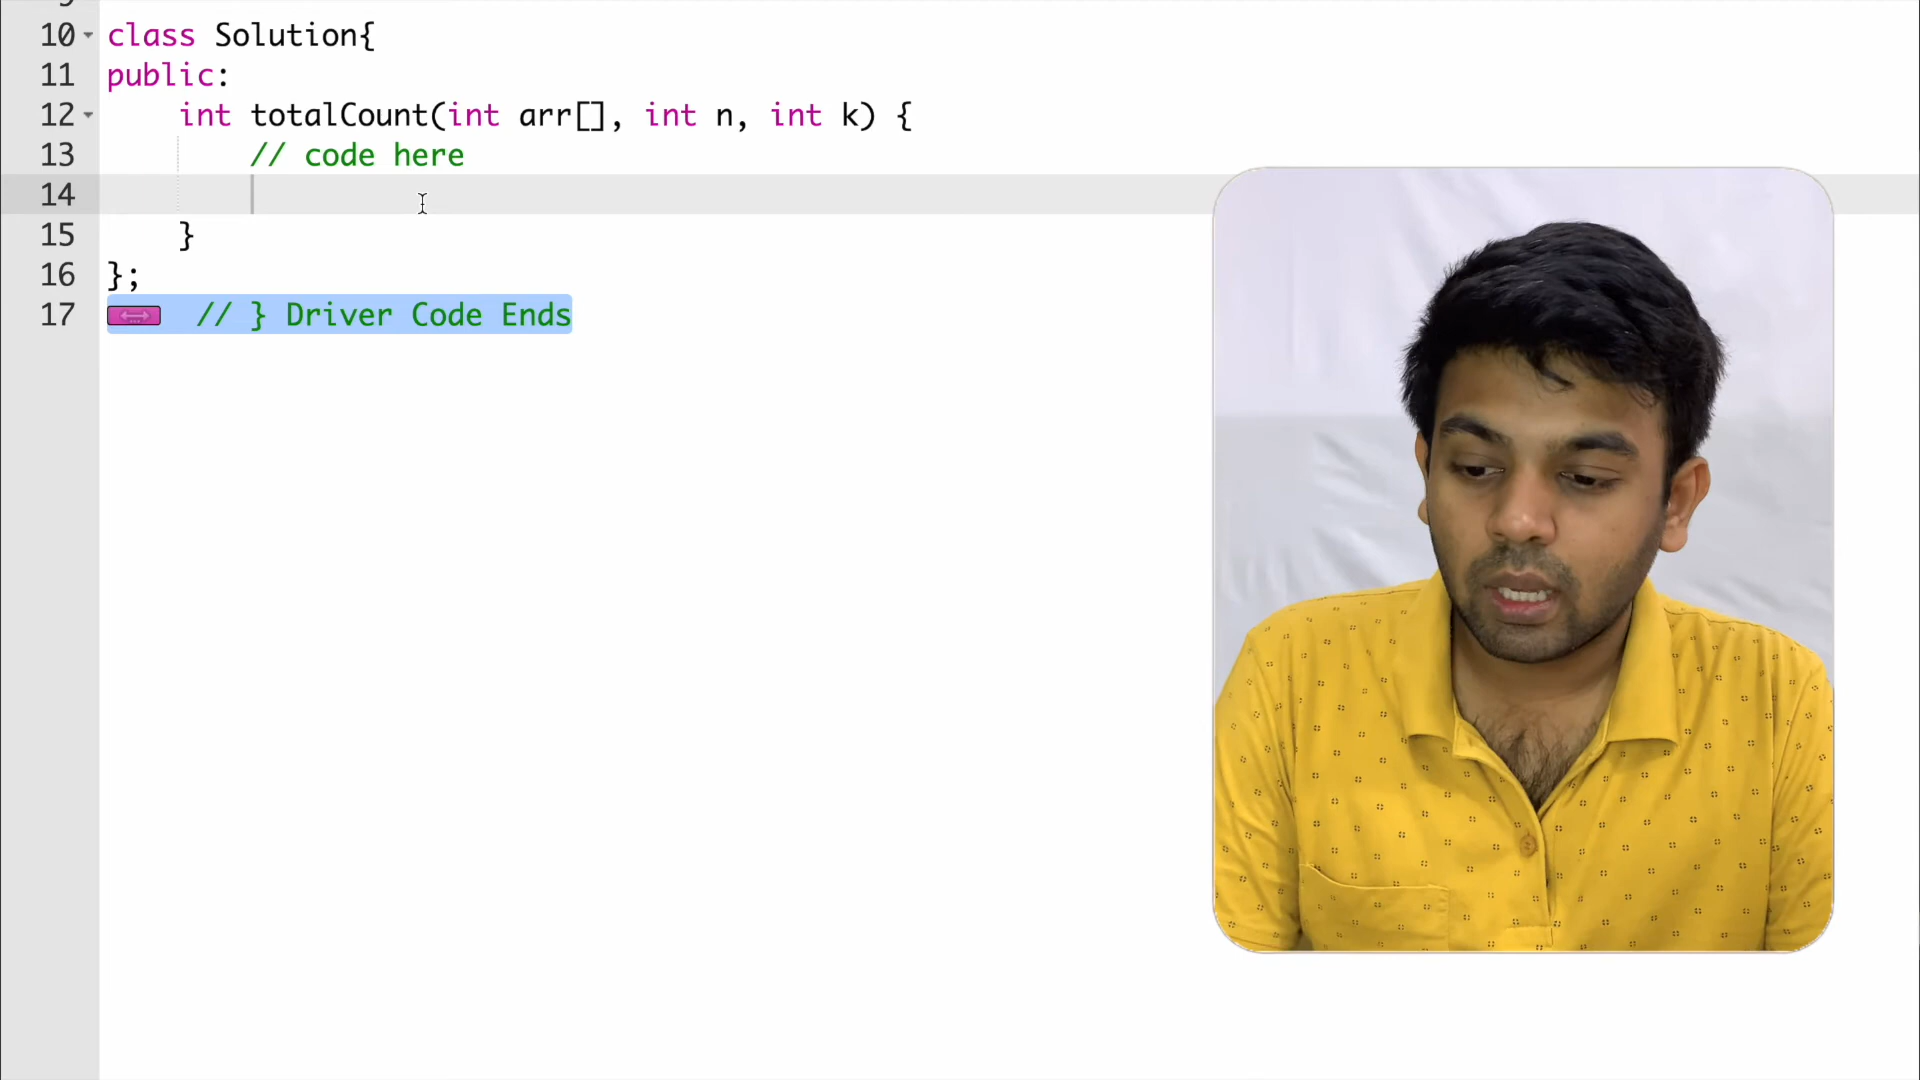 10 class Solution{
11 public:
12 int totalCount(int arr[], int n, int k) {
13 // code here
14
15 }
16 };
17 // } Driver Code Ends